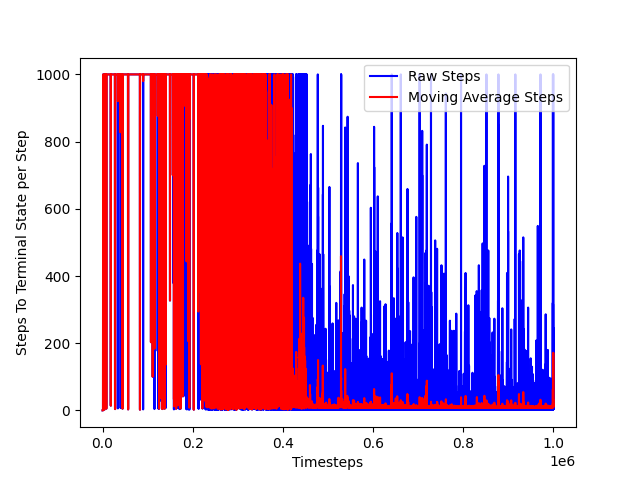 Raw Steps
Moving Average Steps
Steps To Terminal State per Step
1000
800
600
400
200
0
0.0 0.2 0.4 0.6 0.8 1.0
1e6
Timesteps